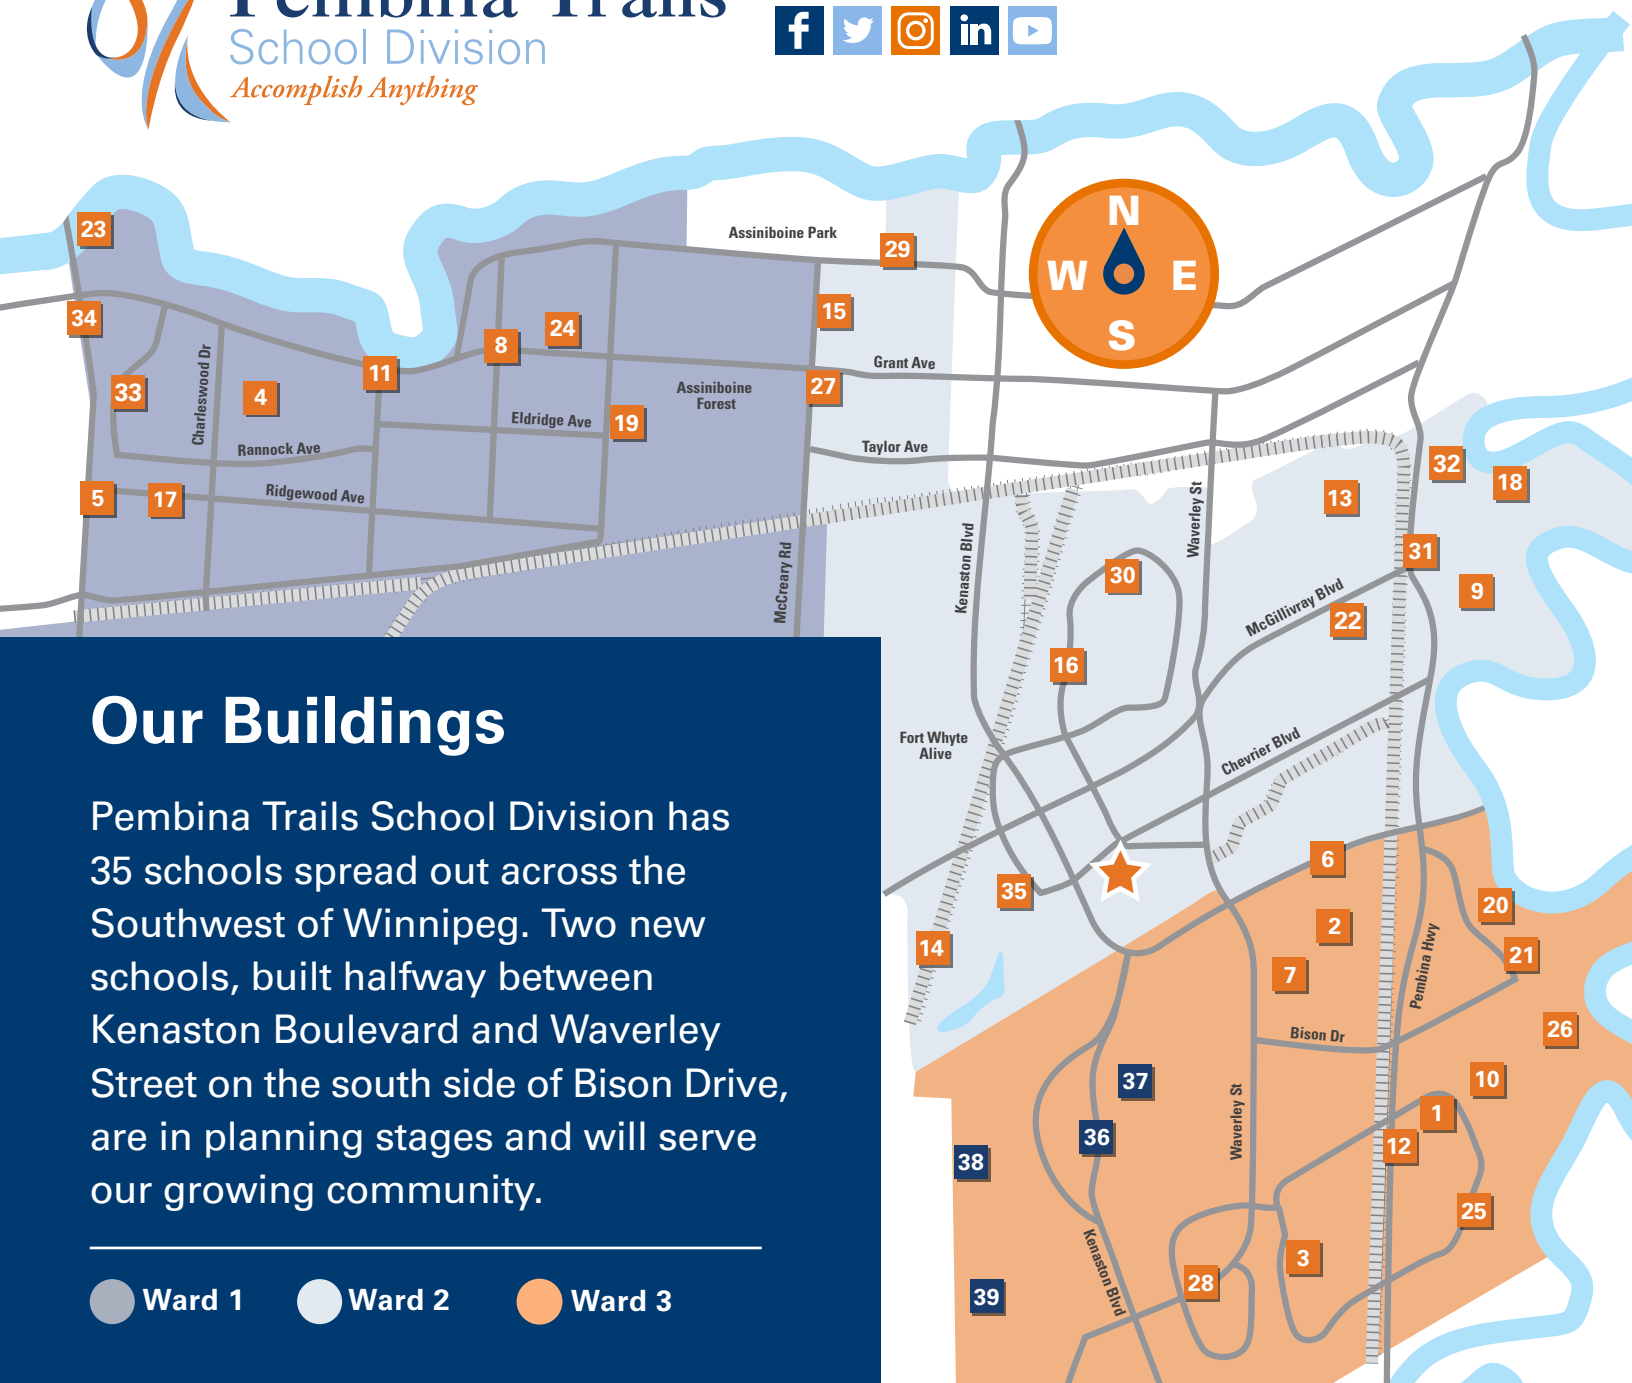 Pembina Trails
School Division
Accomplish Anything
f
in
N
W E
S
Assiniboine Park
23
29
34
15
24
8
Grant Ave
11
33
4
Charleswood Dr
Assiniboine
Forest
27
Eldridge Ave
19
Rannock Ave
Taylor Ave
32
18
5
17
Ridgewood Ave
13
Waverley St
Kenaston Blvd
McCreary Rd
31
30
9
McGillivray Blvd
22
16
Fort Whyte
Alive
Chevrier Blvd
6
35
20
2
14
21
7
Pembina Hwy
26
Bison Dr
37
10
1
36
12
Waverley St
38
25
3
28
Kenaston Blvd
39
Our Buildings
Pembina Trails School Division has
35 schools spread out across the
Southwest of Winnipeg. Two new
schools, built halfway between
Kenaston Boulevard and Waverley
Street on the south side of Bison Drive,
are in planning stages and will serve
our growing community.
Ward 1 Ward 2 Ward 3